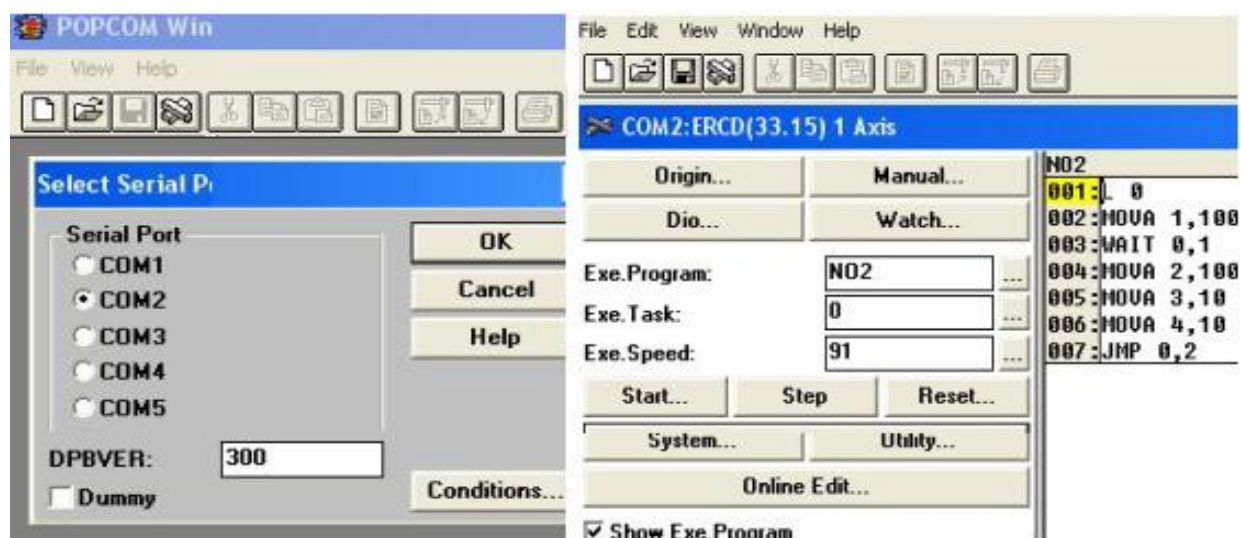 POPCOM Win
File View Help
Select Serial P
Serial Port
COM1
COM2
COM3
COM4
COM5
OK
Cancel
Help
DPBVER: 300
Dummy
Conditions...
File Edit View Window Help
COM2:ERCD(33.15) 1 Axis
Origin... Manual...
Dio... Watch...
Exe.Program: NO2 ...
Exe.Task: 0 ...
Exe.Speed: 91 ...
Start... Step Reset...
System... Utility...
Online Edit...
Show Exe.Program
NO2
001:L 0
002:MOVA 1,100
003:WAIT 0,1
004:MOVA 2,100
005:MOVA 3,10
006:MOVA 4,10
007:JMP 0,2